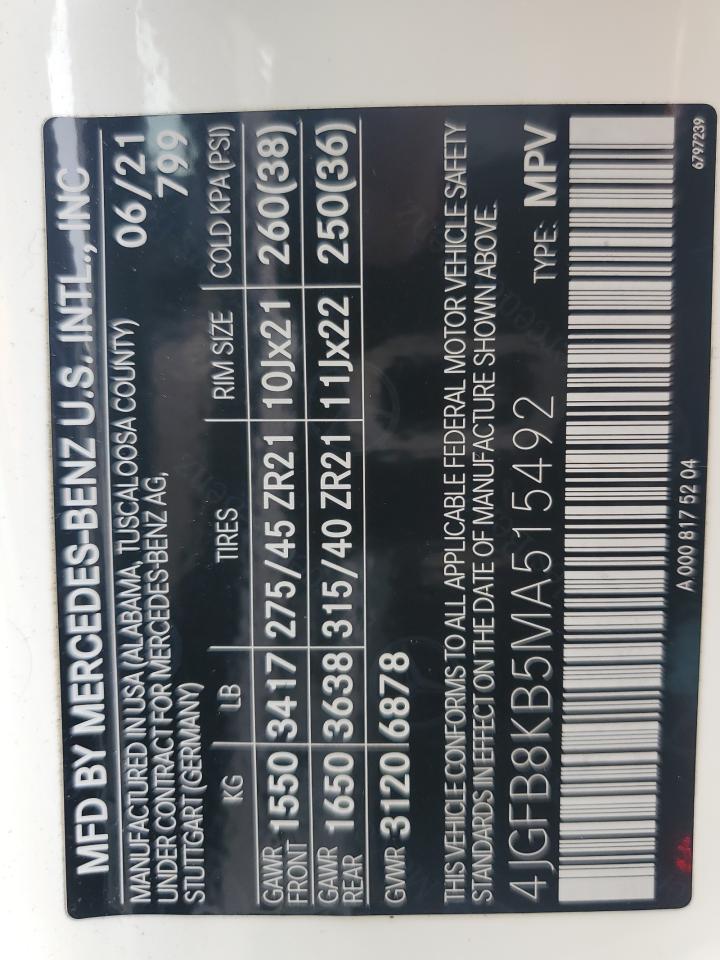 MFD BY MERCEDES-BENZ U.S. INTL., INC
MANUFACTURED IN USA (ALABAMA, TUSCALOOSA COUNTY) 06/21
UNDER CONTRACT FOR MERCEDES-BENZ AG, 799
STUTTGART (GERMANY)
KG LB TIRES RIM SIZE COLD KPA (PSI)
GAWR FRONT 1550 3417 275/45 ZR21 10Jx21 260(38)
GAWR REAR 1650 3638 315/40 ZR21 11Jx22 250(36)
GVWR 3120 6878
THIS VEHICLE CONFORMS TO ALL APPLICABLE FEDERAL MOTOR VEHICLE SAFETY
STANDARDS IN EFFECT ON THE DATE OF MANUFACTURE SHOWN ABOVE.
4JGFB8KB5MA515492 TYPE: MPV
A 000 817 52 04
6797239